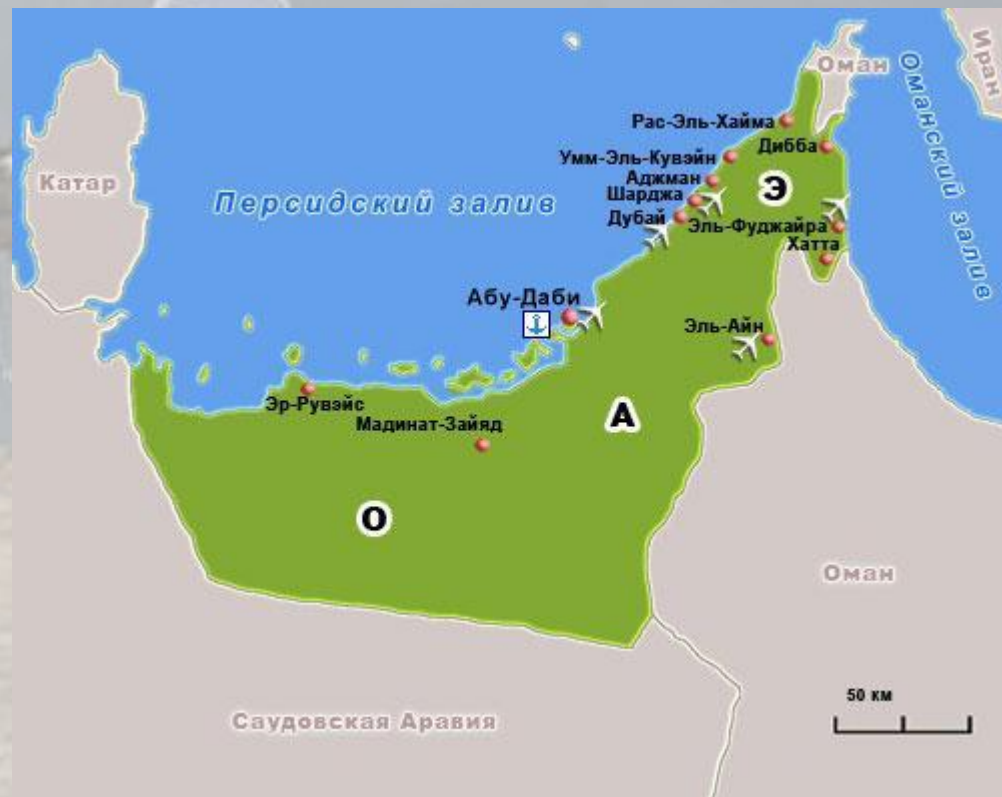 Оман
Иран
Оманский залив
Рас-Эль-Хайма
Дибба
Умм-Эль-Кувэйн
Аджман
Катар
Э
Шарджа
Персидский залив
Дубай
Эль-Фуджайра
Хатта
Абу-Даби
Эль-Айн
Эр-Рувэйс
А
Мадинат-Зайяд
О
Оман
50 км
Саудовская Аравия